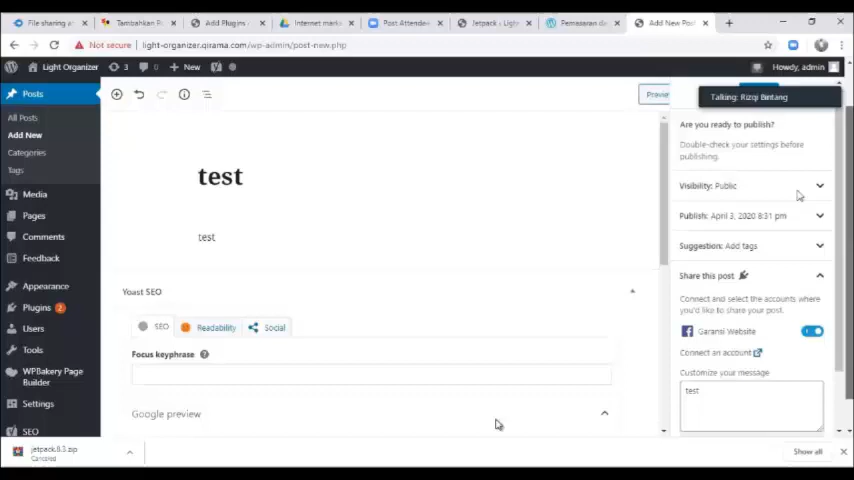 File sharing ar
Tambahkan P
Add Plugins
Internet mark
Post Attendee
Jetpack ‹ Light
Pemasaran da
Add New Post
Not secure
light-organizer.qirama.com/wp-admin/post-new.php
Light Organizer
3
0
New
Howdy, admin
Posts
All Posts
Add New
Categories
Tags
Media
Pages
Comments
Feedback
Appearance
Plugins 2
Users
Tools
WPBakery Page
Builder
Settings
SEO
test
test
Yoast SEO
SEO
Readability
Social
Focus keyphrase
Google preview
Preview
Talking: Rizqi Bintang
Are you ready to publish?
Double-check your settings before
publishing.
Visibility: Public
Publish: April 3, 2020 8:31 pm
Suggestion: Add tags
Share this post
Connect and select the accounts where
you'd like to share your post.
Garansi Website
Connect an account
Customize your message
test
jetpack.8.3.zip
Canceled
Show all